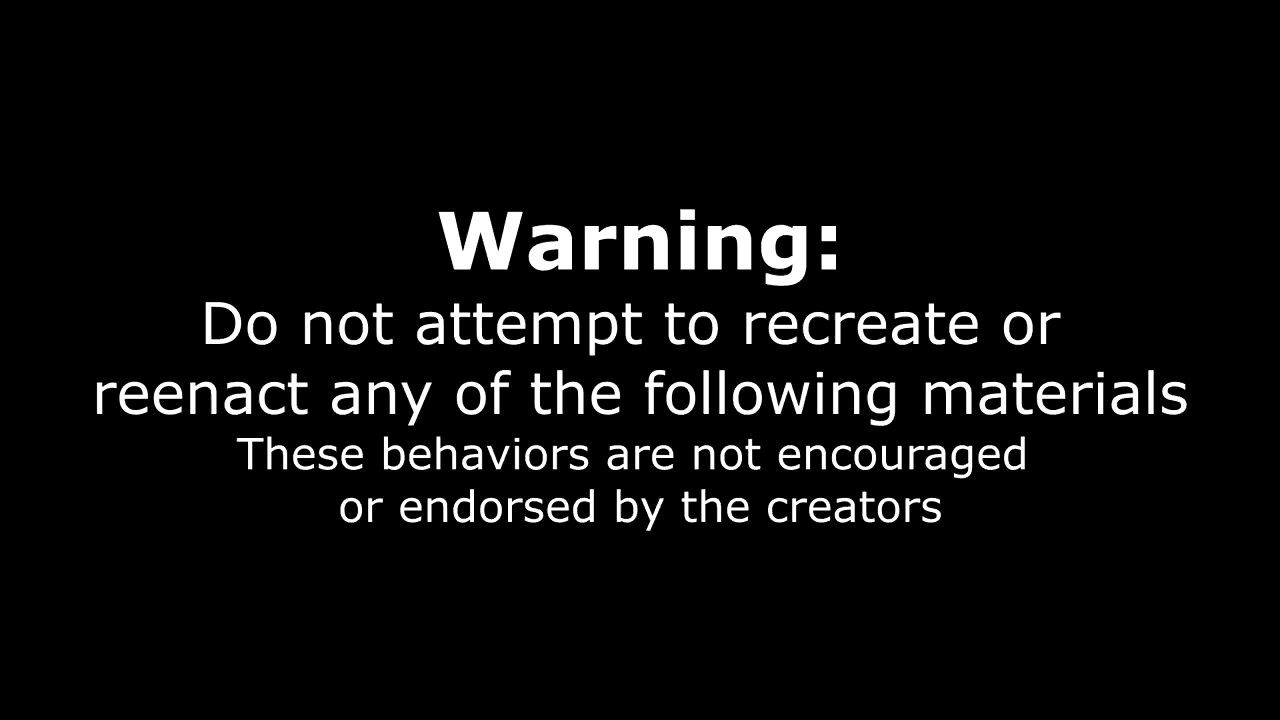 Warning:
Do not attempt to recreate or
reenact any of the following materials
These behaviors are not encouraged
or endorsed by the creators